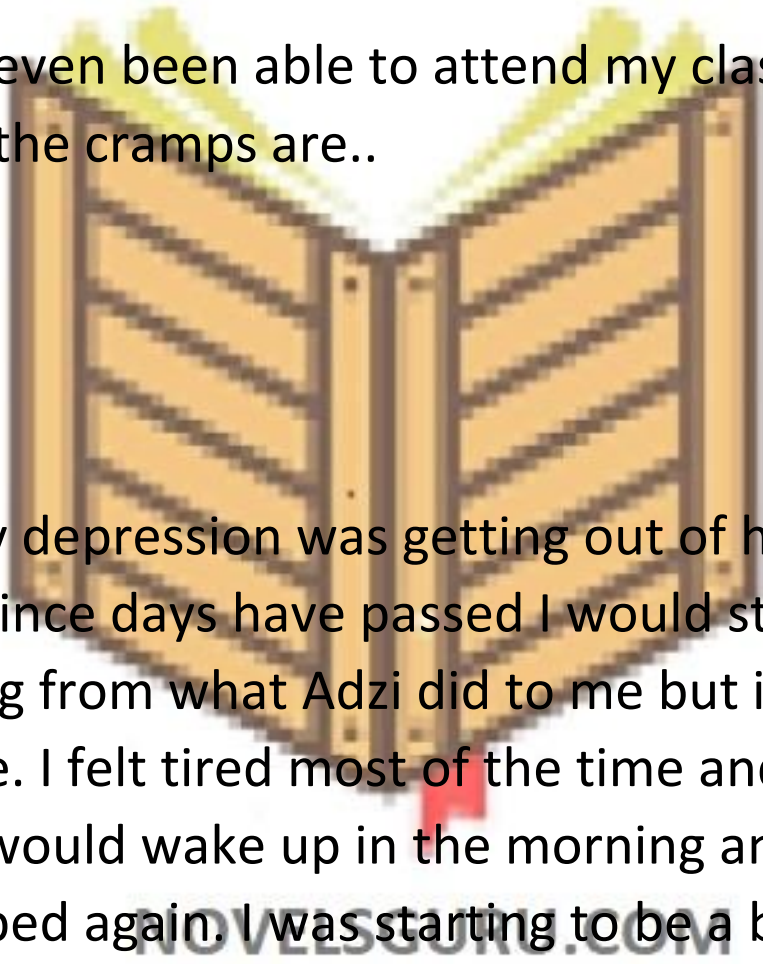 even been able to attend my clas
the cramps are..
y depression was getting out of h
ince days have passed I would st
g from what Adzi did to me but i
e. I felt tired most of the time and
would wake up in the morning an
bed again. I was starting to be a b
NOVELSGURU.COM